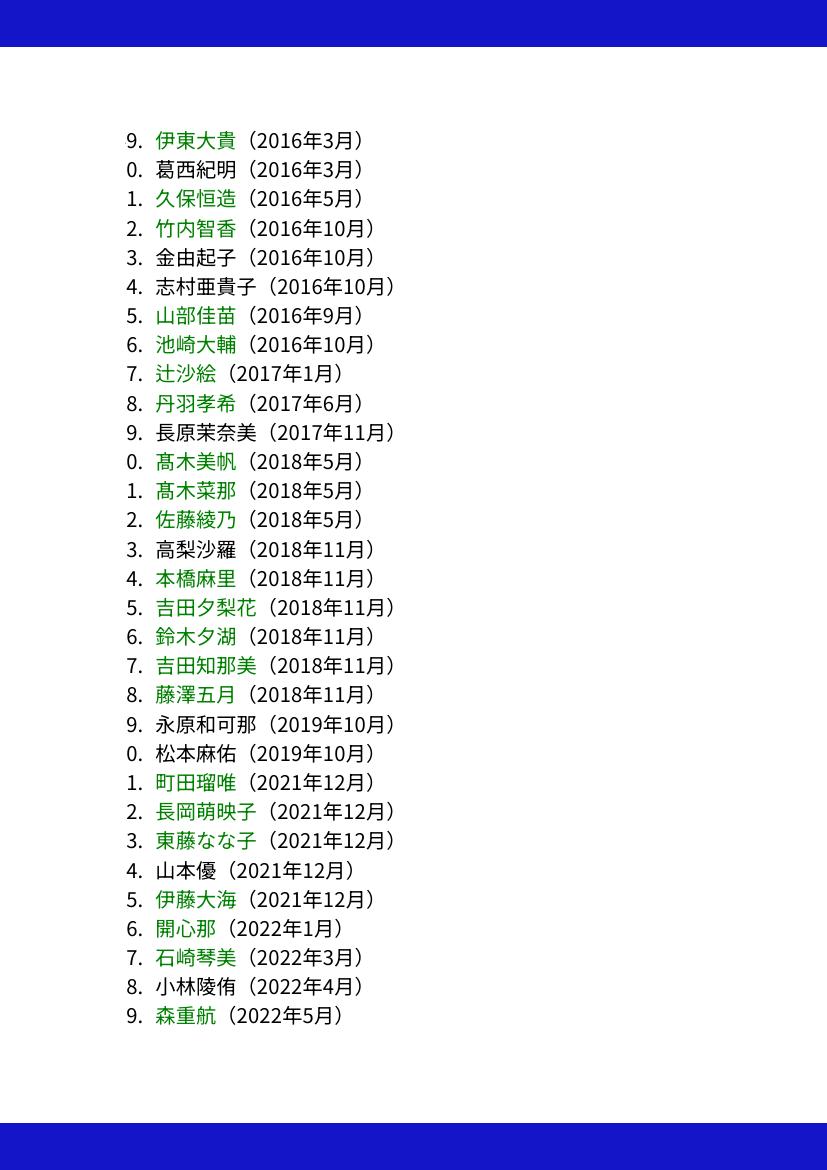 9. 伊東大貴（2016年3月）
0. 葛西紀明（2016年3月）
1. 久保恒造（2016年5月）
2. 竹内智香（2016年10月）
3. 金由起子（2016年10月）
4. 志村亜貴子（2016年10月）
5. 山部佳苗（2016年9月）
6. 池崎大輔（2016年10月）
7. 辻沙絵（2017年1月）
8. 丹羽孝希（2017年6月）
9. 長原茉奈美（2017年11月）
0. 髙木美帆（2018年5月）
1. 髙木菜那（2018年5月）
2. 佐藤綾乃（2018年5月）
3. 高梨沙羅（2018年11月）
4. 本橋麻里（2018年11月）
5. 吉田夕梨花（2018年11月）
6. 鈴木夕湖（2018年11月）
7. 吉田知那美（2018年11月）
8. 藤澤五月（2018年11月）
9. 永原和可那（2019年10月）
0. 松本麻佑（2019年10月）
1. 町田瑠唯（2021年12月）
2. 長岡萌映子（2021年12月）
3. 東藤なな子（2021年12月）
4. 山本優（2021年12月）
5. 伊藤大海（2021年12月）
6. 開心那（2022年1月）
7. 石崎琴美（2022年3月）
8. 小林陵侑（2022年4月）
9. 森重航（2022年5月）